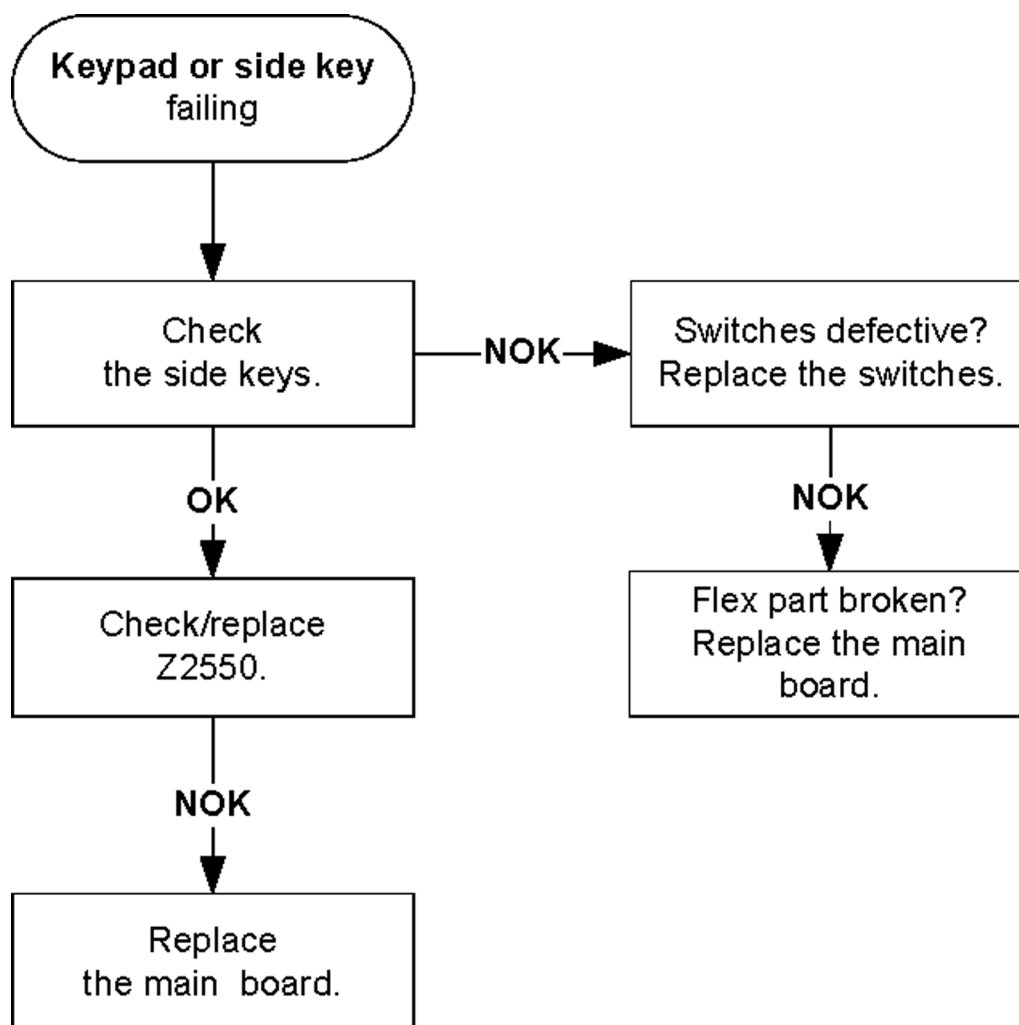 Keypad or side key
failing
Check
the side keys.
NOK
Switches defective?
Replace the switches.
OK
NOK
Check/replace
Z2550.
Flex part broken?
Replace the main
board.
NOK
Replace
the main board.